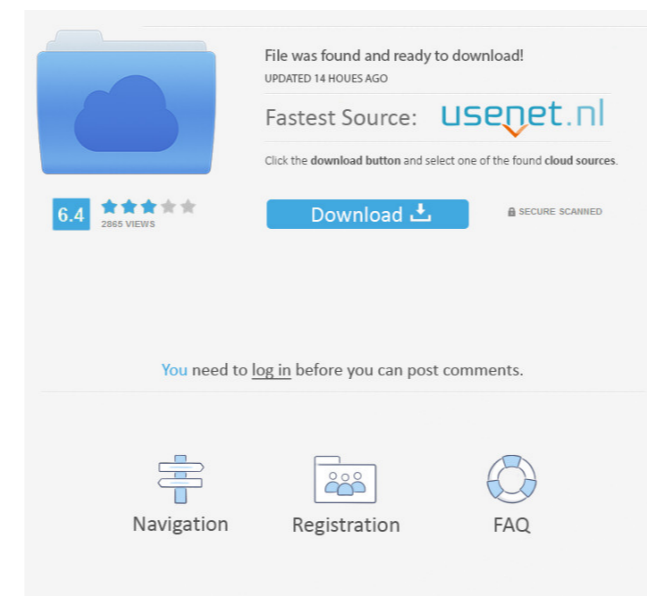 File was found and ready to download!
UPDATED 14 HOUES AGO
Fastest Source: usenet.nl
Click the download button and select one of the found cloud sources.
6.4
2865 VIEWS
Download
SECURE SCANNED
You need to log in before you can post comments.
Navigation
Registration
FAQ